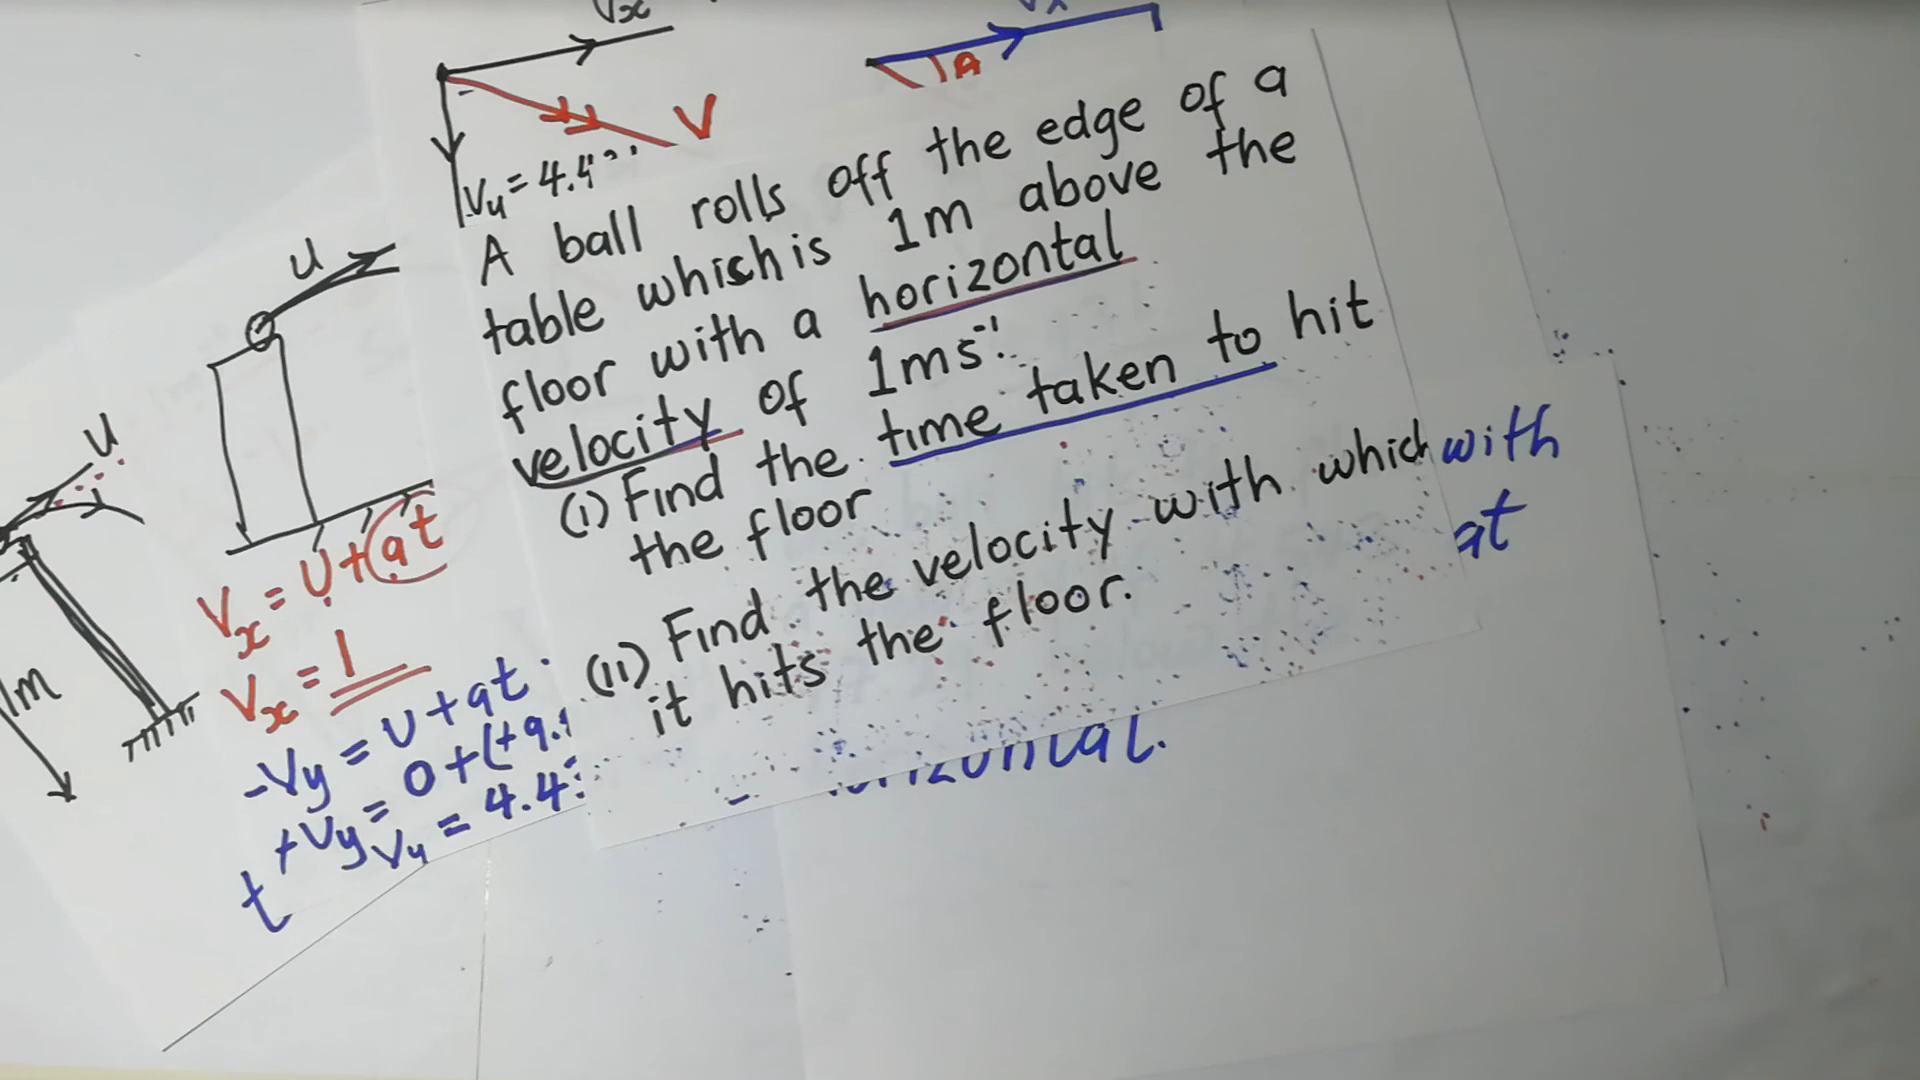 Vx
A
V
Vy = 4.4
A ball rolls off the edge of a
table which is 1m above the
floor with a horizontal
velocity of 1ms⁻¹.
(i) Find the time taken to hit
the floor
(ii) Find the velocity with which
it hits the floor.
with
at
u
u
1m
Vx = U + at
Vx = 1
-Vy = U + at
+Vy = 0 + (+9.
Vy = 4.4
t